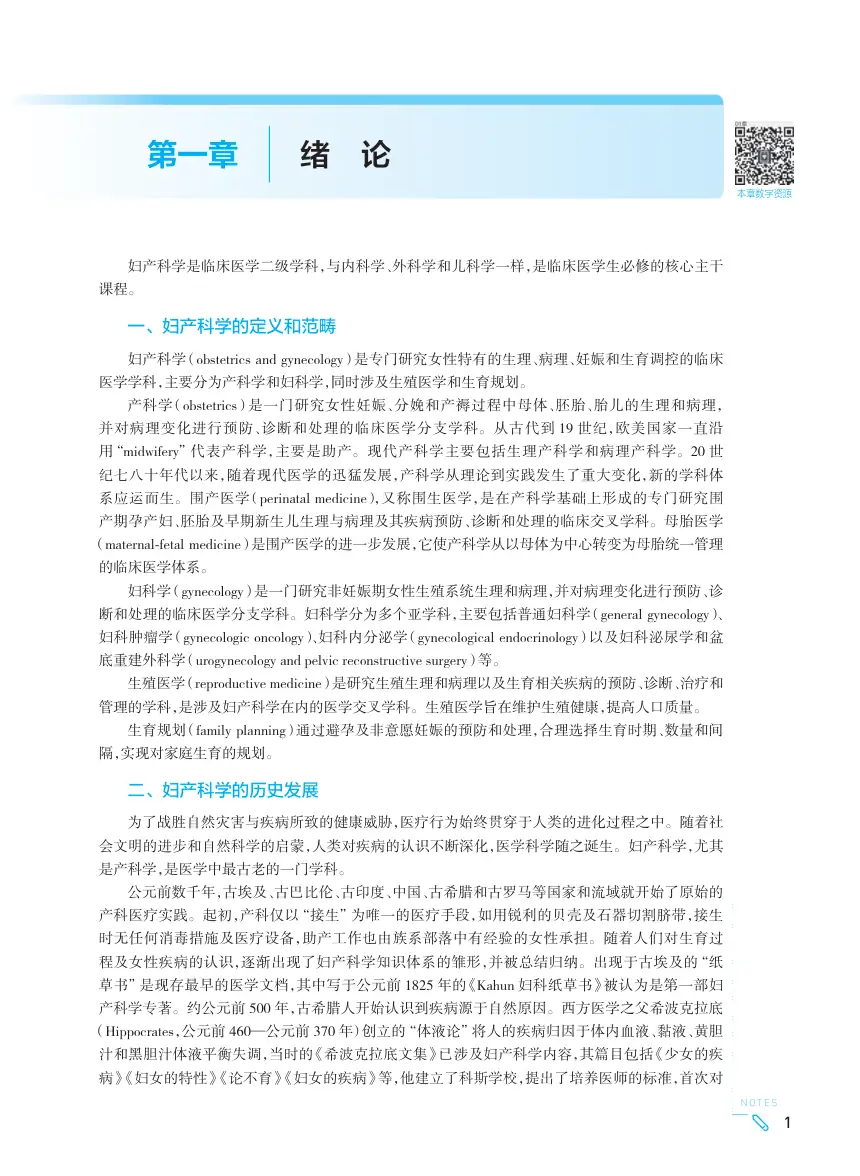 第一章 绪 论
01章
本章数字资源
妇产科学是临床医学二级学科,与内科学、外科学和儿科学一样,是临床医学生必修的核心主干
课程。
一、妇产科学的定义和范畴
妇产科学(obstetrics and gynecology)是专门研究女性特有的生理、病理、妊娠和生育调控的临床
医学学科,主要分为产科学和妇科学,同时涉及生殖医学和生育规划。
产科学(obstetrics)是一门研究女性妊娠、分娩和产褥过程中母体、胚胎、胎儿的生理和病理,
并对病理变化进行预防、诊断和处理的临床医学分支学科。从古代到 19 世纪,欧美国家一直沿
用“midwifery”代表产科学,主要是助产。现代产科学主要包括生理产科学和病理产科学。20 世
纪七八十年代以来,随着现代医学的迅猛发展,产科学从理论到实践发生了重大变化,新的学科体
系应运而生。围产医学(perinatal medicine),又称围生医学,是在产科学基础上形成的专门研究围
产期孕产妇、胚胎及早期新生儿生理与病理及其疾病预防、诊断和处理的临床交叉学科。母胎医学
(maternal-fetal medicine)是围产医学的进一步发展,它使产科学从以母体为中心转变为母胎统一管理
的临床医学体系。
妇科学(gynecology)是一门研究非妊娠期女性生殖系统生理和病理,并对病理变化进行预防、诊
断和处理的临床医学分支学科。妇科学分为多个亚学科,主要包括普通妇科学(general gynecology)、
妇科肿瘤学(gynecologic oncology)、妇科内分泌学(gynecological endocrinology)以及妇科泌尿学和盆
底重建外科学(urogynecology and pelvic reconstructive surgery)等。
生殖医学(reproductive medicine)是研究生殖生理和病理以及生育相关疾病的预防、诊断、治疗和
管理的学科,是涉及妇产科学在内的医学交叉学科。生殖医学旨在维护生殖健康,提高人口质量。
生育规划(family planning)通过避孕及非意愿妊娠的预防和处理,合理选择生育时期、数量和间
隔,实现对家庭生育的规划。
二、妇产科学的历史发展
为了战胜自然灾害与疾病所致的健康威胁,医疗行为始终贯穿于人类的进化过程之中。随着社
会文明的进步和自然科学的启蒙,人类对疾病的认识不断深化,医学科学随之诞生。妇产科学,尤其
是产科学,是医学中最古老的一门学科。
公元前数千年,古埃及、古巴比伦、古印度、中国、古希腊和古罗马等国家和流域就开始了原始的
产科医疗实践。起初,产科仅以“接生”为唯一的医疗手段,如用锐利的贝壳及石器切割脐带,接生
时无任何消毒措施及医疗设备,助产工作也由族系部落中有经验的女性承担。随着人们对生育过
程及女性疾病的认识,逐渐出现了妇产科学知识体系的雏形,并被总结归纳。出现于古埃及的“纸
草书”是现存最早的医学文档,其中写于公元前 1825 年的《Kahun 妇科纸草书》被认为是第一部妇
产科学专著。约公元前 500 年,古希腊人开始认识到疾病源于自然原因。西方医学之父希波克拉底
(Hippocrates,公元前 460—公元前 370 年)创立的“体液论”将人的疾病归因于体内血液、黏液、黄胆
汁和黑胆汁体液平衡失调,当时的《希波克拉底文集》已涉及妇产科学内容,其篇目包括《少女的疾
病》《妇女的特性》《论不育》《妇女的疾病》等,他建立了科斯学校,提出了培养医师的标准,首次对
NOTES
1